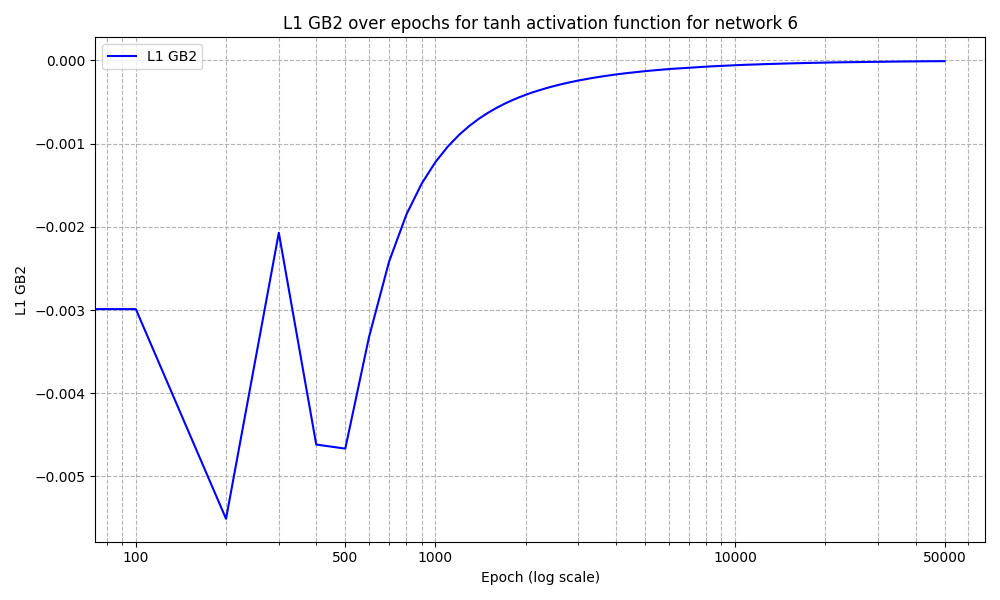 L1 GB2 over epochs for tanh activation function for network 6
L1 GB2
0.000
−0.001
−0.002
−0.003
−0.004
−0.005
L1 GB2
100
500
1000
10000
50000
Epoch (log scale)